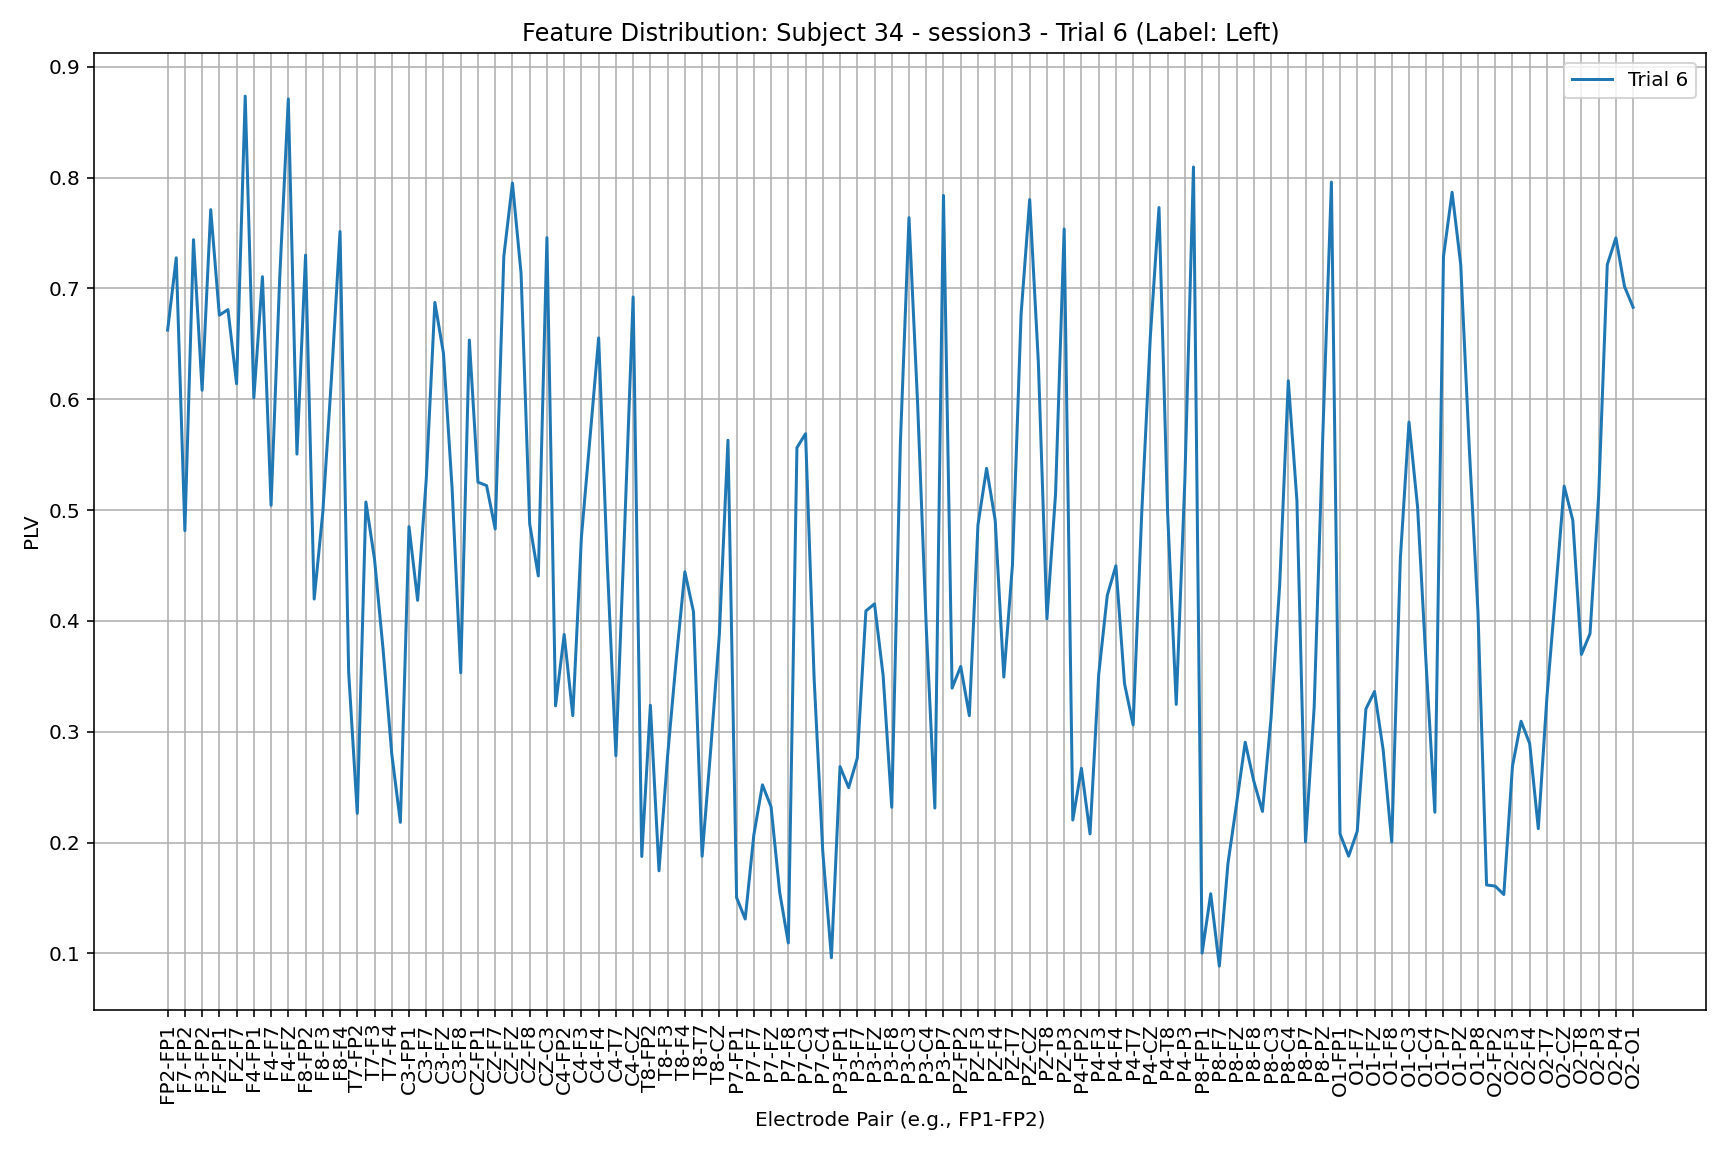 Feature Distribution: Subject 34 - session3 - Trial 6 (Label: Left)
Trial 6
PLV
0.9
0.8
0.7
0.6
0.5
0.4
0.3
0.2
0.1
FP2-FP1
F7-FP2
F3-FP2
FZ-FP1
FZ-F7
F4-FP1
F4-F7
F4-FZ
F8-FP2
F8-F3
F8-F4
T7-FP2
T7-F3
T7-F4
C3-FP1
C3-F7
C3-FZ
C3-F8
CZ-FP1
CZ-F7
CZ-FZ
CZ-F8
CZ-C3
C4-FP2
C4-F3
C4-F4
C4-T7
C4-CZ
T8-FP2
T8-F3
T8-F4
T8-T7
T8-CZ
P7-FP1
P7-F7
P7-FZ
P7-F8
P7-C3
P7-C4
P3-FP1
P3-F7
P3-FZ
P3-F8
P3-C3
P3-C4
P3-P7
PZ-FP2
PZ-F3
PZ-F4
PZ-T7
PZ-CZ
PZ-T8
PZ-P3
P4-FP2
P4-F3
P4-F4
P4-T7
P4-CZ
P4-T8
P4-P3
P8-FP1
P8-F7
P8-FZ
P8-F8
P8-C3
P8-C4
P8-P7
P8-PZ
O1-FP1
O1-F7
O1-FZ
O1-F8
O1-C3
O1-C4
O1-P7
O1-PZ
O1-P8
O2-FP2
O2-F3
O2-F4
O2-T7
O2-CZ
O2-T8
O2-P3
O2-P4
O2-O1
Electrode Pair (e.g., FP1-FP2)